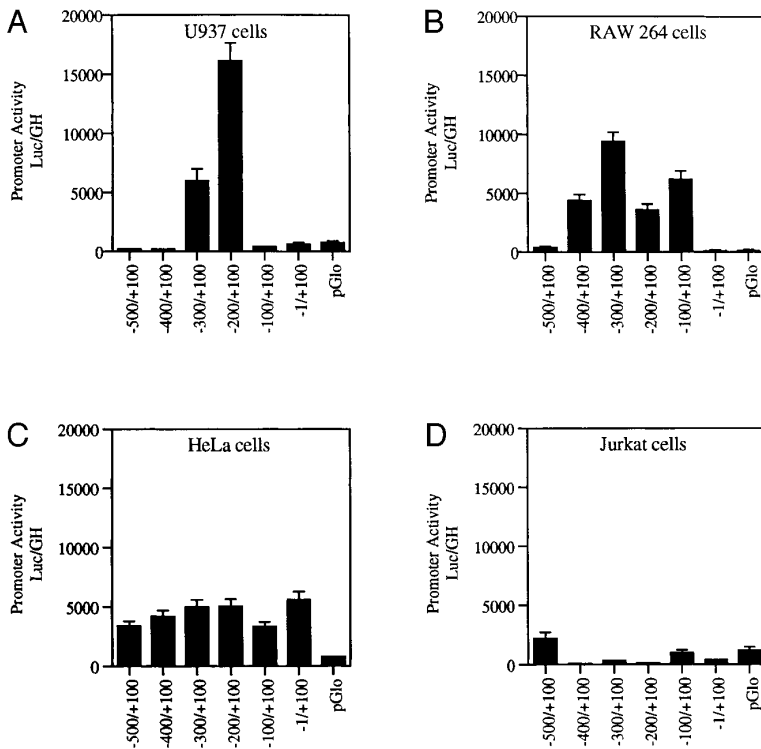 A
U937 cells
Promoter Activity
Luc/GH
20000
15000
10000
5000
0
-500/+100
-400/+100
-300/+100
-200/+100
-100/+100
-1/+100
pGlo
B
RAW 264 cells
Promoter Activity
Luc/GH
20000
15000
10000
5000
0
-500/+100
-400/+100
-300/+100
-200/+100
-100/+100
-1/+100
pGlo
C
HeLa cells
Promoter Activity
Luc/GH
20000
15000
10000
5000
0
-500/+100
-400/+100
-300/+100
-200/+100
-100/+100
-1/+100
pGlo
D
Jurkat cells
Promoter Activity
Luc/GH
20000
15000
10000
5000
0
-500/+100
-400/+100
-300/+100
-200/+100
-100/+100
-1/+100
pGlo